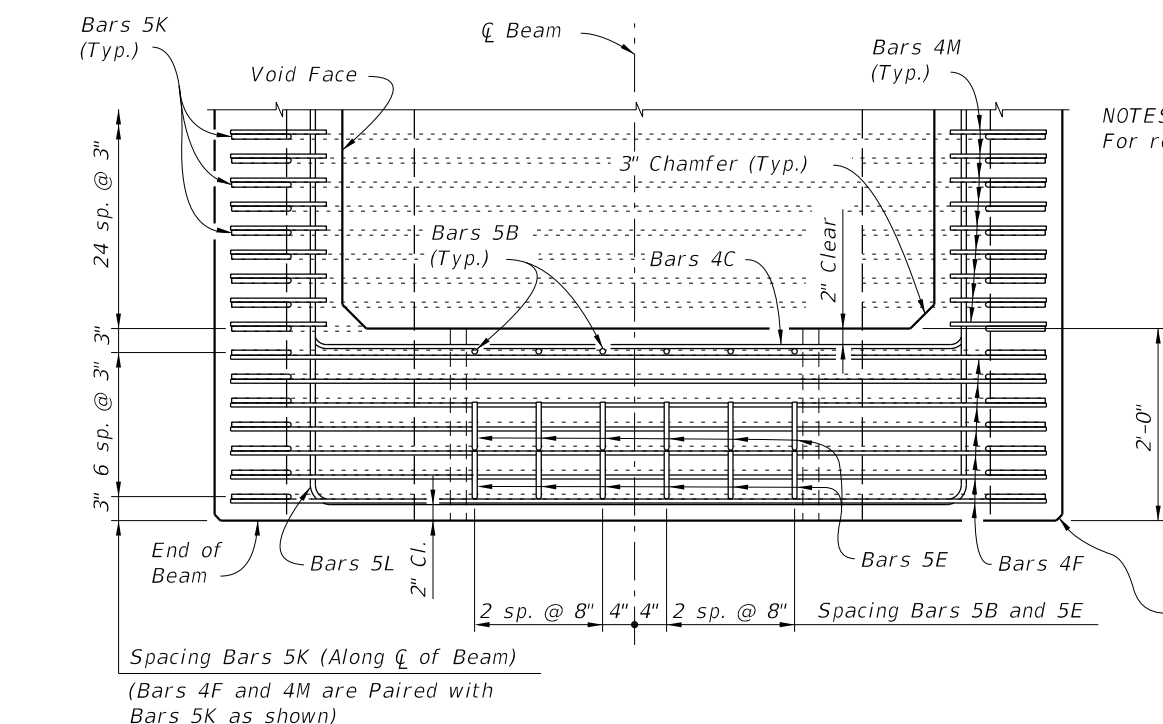 Bars 5K
(Typ.)
Void Face
℄ Beam
Bars 4M
(Typ.)
NOTES
For re
3" Chamfer (Typ.)
24 sp. @ 3"
Bars 5B
(Typ.)
Bars 4C
2" Clear
3"
6 sp. @ 3"
3"
2'-0"
End of
Beam
Bars 5L
2" Cl.
Bars 5E
Bars 4F
2 sp. @ 8"
4"
4"
2 sp. @ 8"
Spacing Bars 5B and 5E
Spacing Bars 5K (Along ℄ of Beam)
(Bars 4F and 4M are Paired with
Bars 5K as shown)